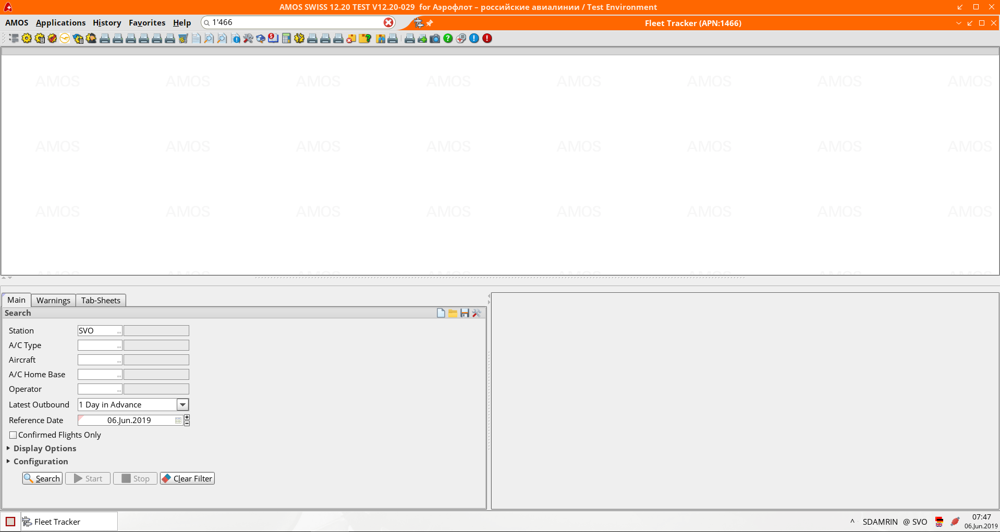 AMOS SWISS 12.20 TEST V12.20-029 for Аэрофлот – российские авиалинии / Test Environment
AMOS Applications History Favorites Help 1'466
Fleet Tracker (APN:1466)
AMOS AMOS AMOS AMOS AMOS AMOS AMOS AMOS
AMOS AMOS AMOS AMOS AMOS AMOS AMOS AMOS
AMOS AMOS AMOS AMOS AMOS AMOS AMOS AMOS
Main Warnings Tab-Sheets
Search
Station SVO
A/C Type
Aircraft
A/C Home Base
Operator
Latest Outbound 1 Day in Advance
Reference Date 06.Jun.2019
Confirmed Flights Only
Display Options
Configuration
Search Start Stop Clear Filter
Fleet Tracker
^ SDAMRIN @ SVO
07:47
06.Jun.2019